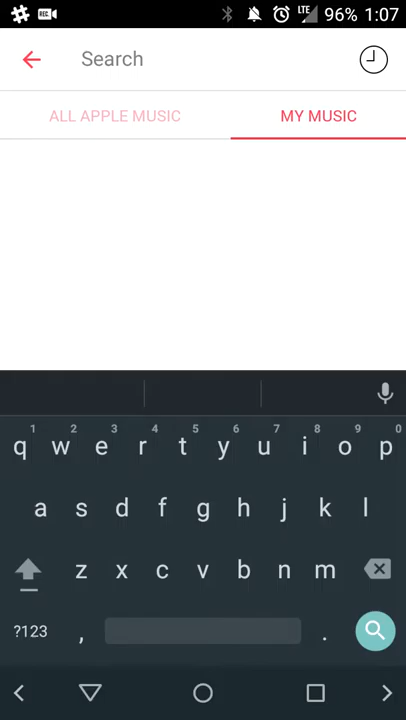 REC LTE 96% 1:07
Search
ALL APPLE MUSIC MY MUSIC
1 2 3 4 5 6 7 8 9 0
q w e r t y u i o p
a s d f g h j k l
z x c v b n m
?123 , .